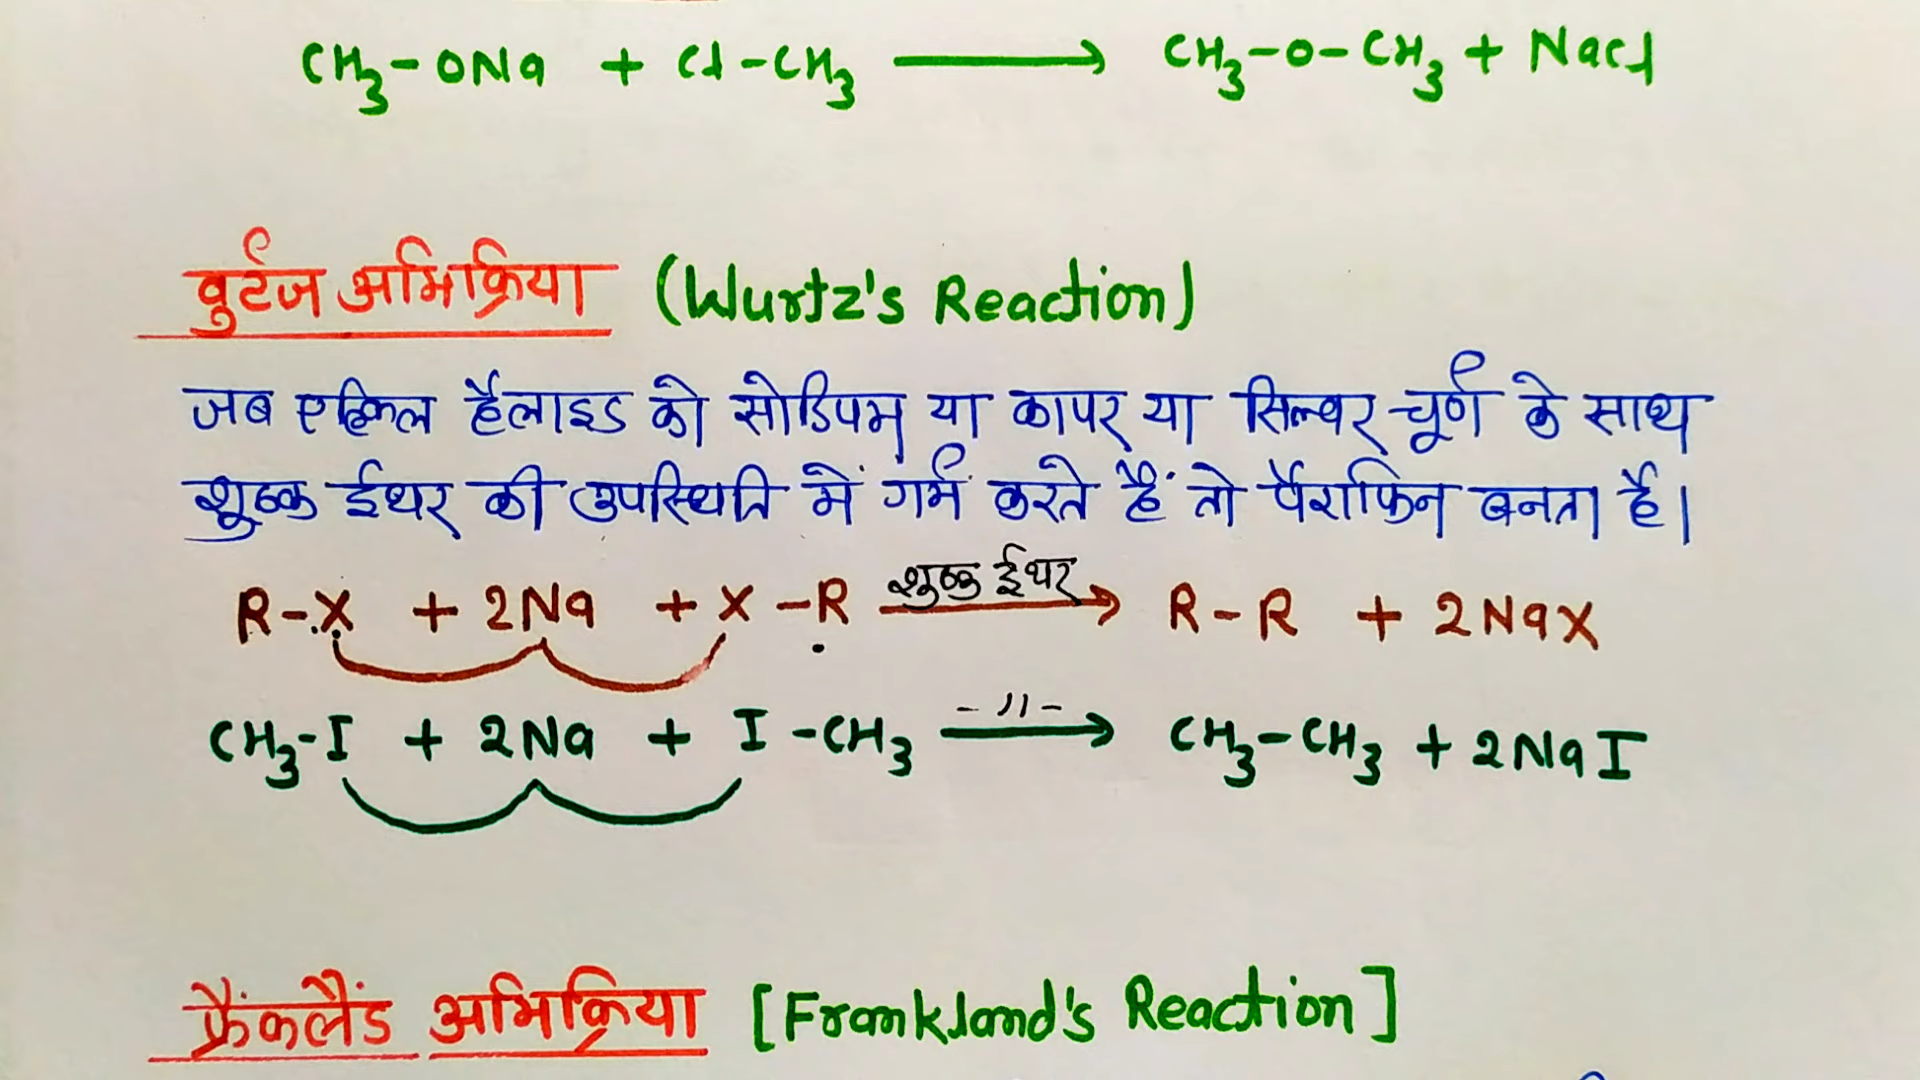 CH₃-ONa + Cl-CH₃ ⟶ CH₃-O-CH₃ + NaCl
वुर्टज अभिक्रिया (Wurtz's Reaction)
जब एल्किल हैलाइड को सोडियम या कापर या सिल्वर चूर्ण के साथ
शुष्क ईथर की उपस्थिति में गर्म करते हैं तो पैराफिन बनता है।
R-X + 2Na + X-R शुष्क ईथर ⟶ R-R + 2NaX
CH₃-I + 2Na + I-CH₃ -11- ⟶ CH₃-CH₃ + 2NaI
फ्रैंकलैंड अभिक्रिया [Frankland's Reaction]